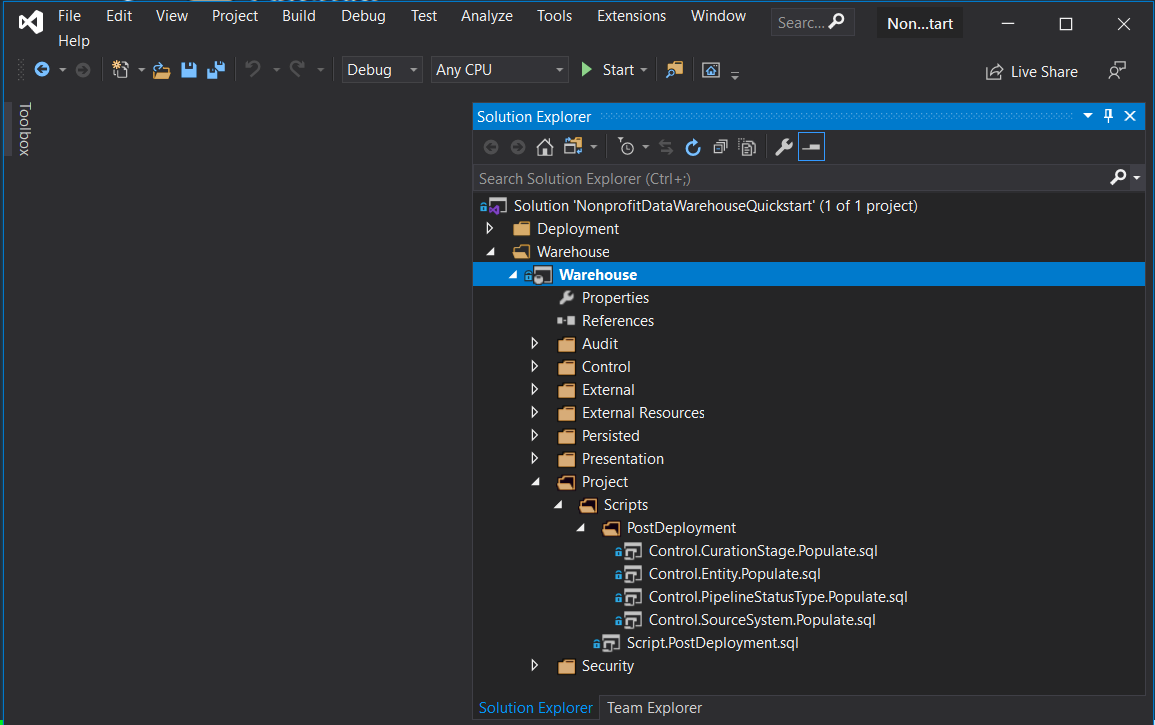 File Edit View Project Build Debug Test Analyze Tools Extensions Window Searc... Non...tart
Help
Debug Any CPU Start Live Share
Toolbox
Solution Explorer
Search Solution Explorer (Ctrl+;)
Solution 'NonprofitDataWarehouseQuickstart' (1 of 1 project)
Deployment
Warehouse
Warehouse
Properties
References
Audit
Control
External
External Resources
Persisted
Presentation
Project
Scripts
PostDeployment
Control.CurationStage.Populate.sql
Control.Entity.Populate.sql
Control.PipelineStatusType.Populate.sql
Control.SourceSystem.Populate.sql
Script.PostDeployment.sql
Security
Solution Explorer Team Explorer